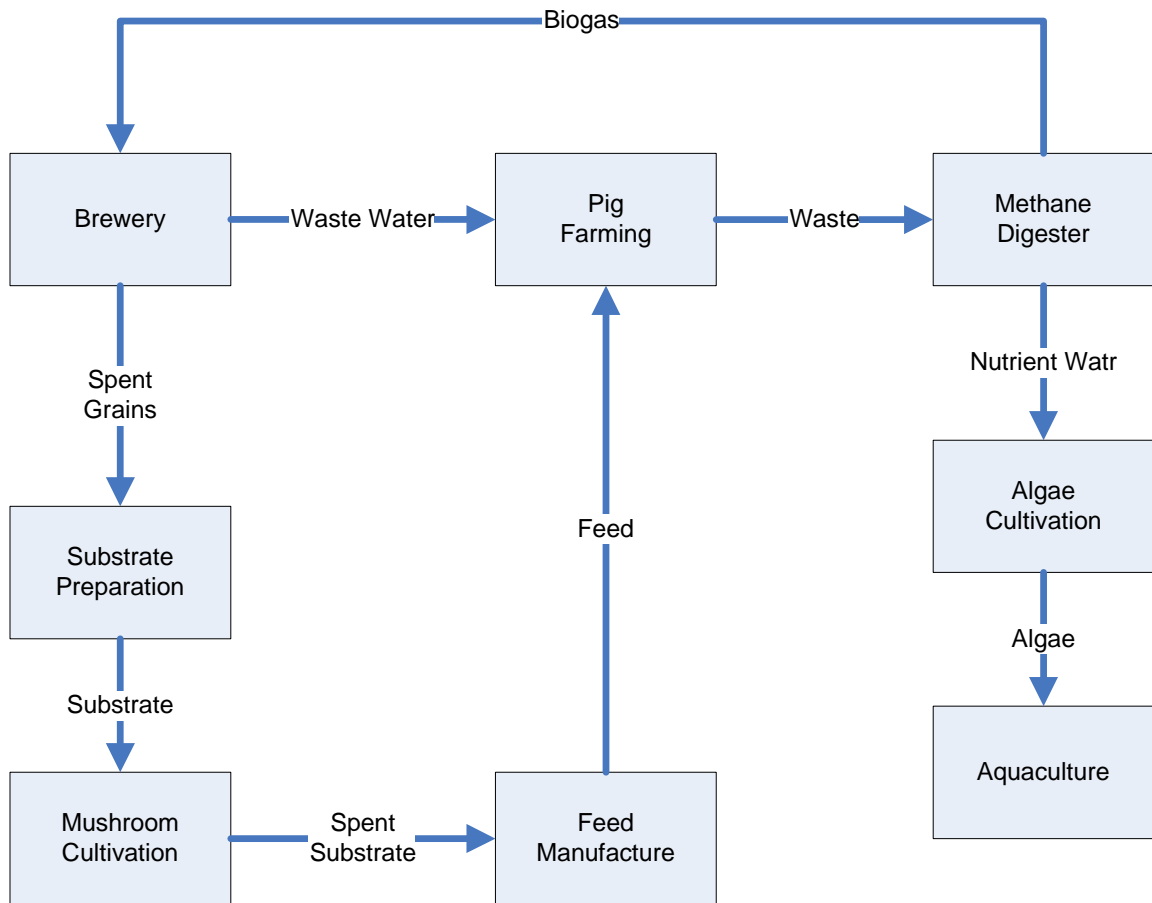 Biogas
Brewery
Waste Water
Pig
Farming
Waste
Methane
Digester
Spent
Grains
Nutrient Watr
Substrate
Preparation
Feed
Algae
Cultivation
Algae
Substrate
Mushroom
Cultivation
Spent
Substrate
Feed
Manufacture
Aquaculture